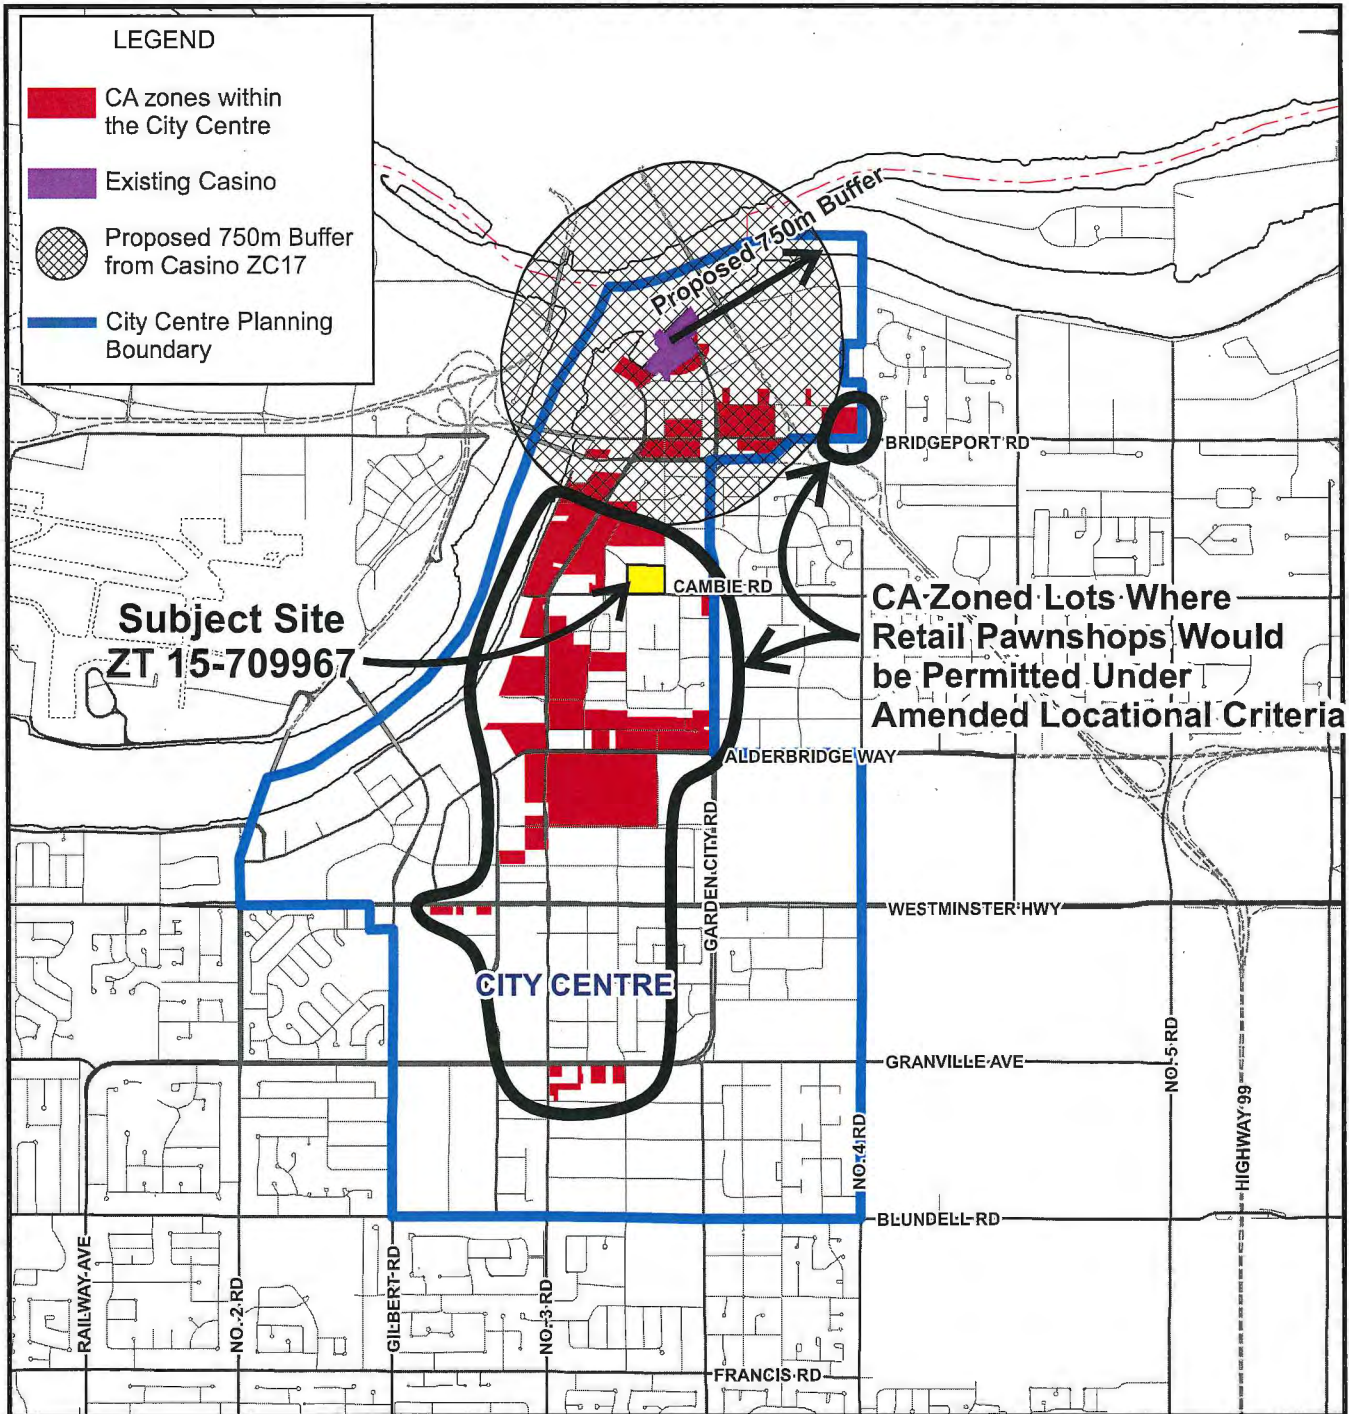 LEGEND
CA zones within
the City Centre
Existing Casino
Proposed 750m Buffer
from Casino ZC17
City Centre Planning
Boundary
Proposed 750m Buffer
BRIDGEPORT RD
CAMBIE RD
Subject Site
ZT 15-709967
CA Zoned Lots Where
Retail Pawnshops Would
be Permitted Under
Amended Locational Criteria
ALDERBRIDGE WAY
GARDEN CITY RD
WESTMINSTER HWY
CITY CENTRE
GRANVILLE AVE
NO. 5 RD
HIGHWAY 99
NO. 4 RD
BLUNDELL RD
RAILWAY AVE
NO. 2 RD
GILBERT RD
NO. 3 RD
FRANCIS RD